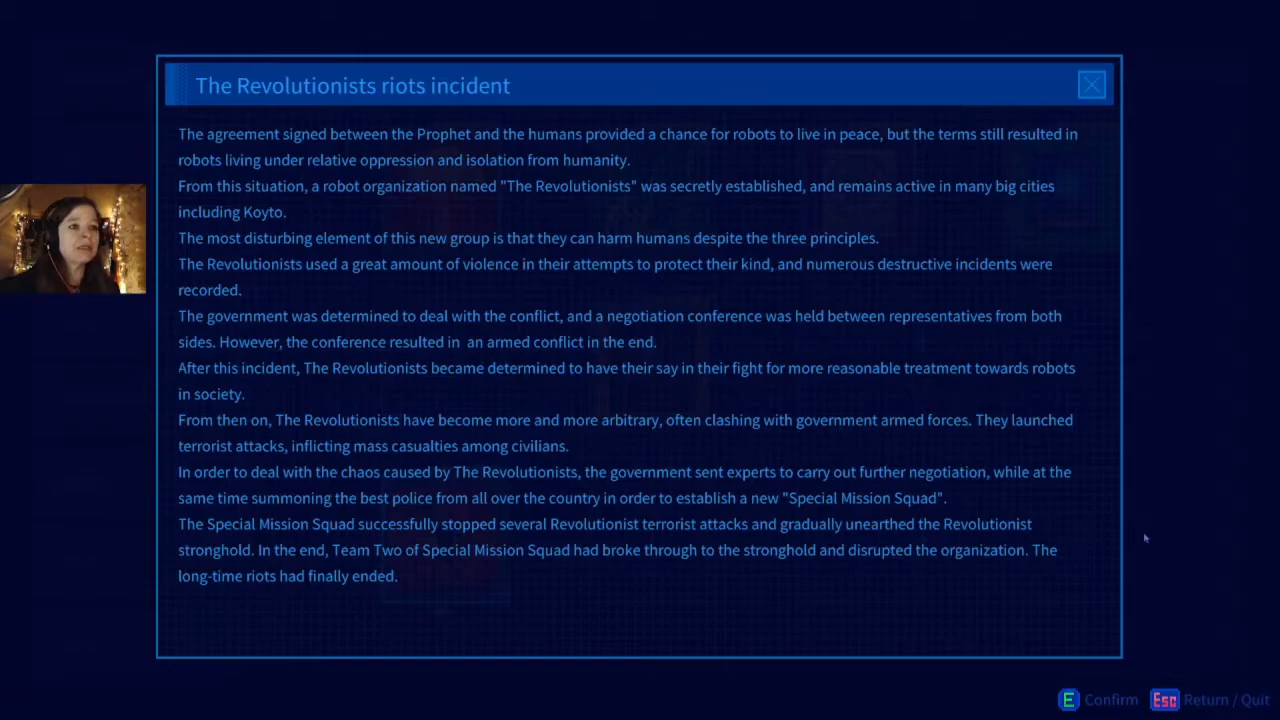 The Revolutionists riots incident
The agreement signed between the Prophet and the humans provided a chance for robots to live in peace, but the terms still resulted in
robots living under relative oppression and isolation from humanity.
From this situation, a robot organization named "The Revolutionists" was secretly established, and remains active in many big cities
including Koyto.
The most disturbing element of this new group is that they can harm humans despite the three principles.
The Revolutionists used a great amount of violence in their attempts to protect their kind, and numerous destructive incidents were
recorded.
The government was determined to deal with the conflict, and a negotiation conference was held between representatives from both
sides. However, the conference resulted in  an armed conflict in the end.
After this incident, The Revolutionists became determined to have their say in their fight for more reasonable treatment towards robots
in society.
From then on, The Revolutionists have become more and more arbitrary, often clashing with government armed forces. They launched
terrorist attacks, inflicting mass casualties among civilians.
In order to deal with the chaos caused by The Revolutionists, the government sent experts to carry out further negotiation, while at the
same time summoning the best police from all over the country in order to establish a new "Special Mission Squad".
The Special Mission Squad successfully stopped several Revolutionist terrorist attacks and gradually unearthed the Revolutionist
stronghold. In the end, Team Two of Special Mission Squad had broke through to the stronghold and disrupted the organization. The
long-time riots had finally ended.
E Confirm Esc Return / Quit